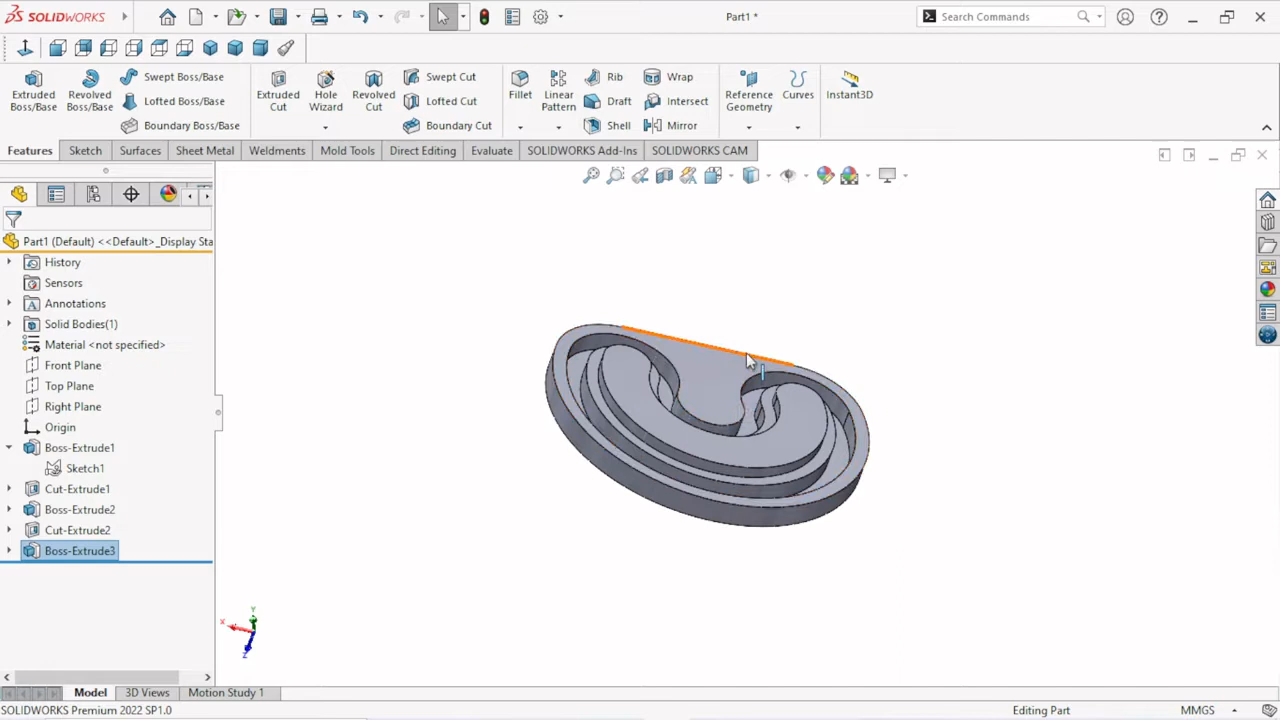 SOLIDWORKS
Part1 *
Search Commands
Extruded Boss/Base
Revolved Boss/Base
Swept Boss/Base
Lofted Boss/Base
Boundary Boss/Base
Extruded Cut
Hole Wizard
Revolved Cut
Swept Cut
Lofted Cut
Boundary Cut
Fillet
Linear Pattern
Rib
Draft
Shell
Wrap
Intersect
Mirror
Reference Geometry
Curves
Instant3D
Features Sketch Surfaces Sheet Metal Weldments Mold Tools Direct Editing Evaluate SOLIDWORKS Add-Ins SOLIDWORKS CAM
Part1 (Default) <<Default>_Display Sta
History
Sensors
A Annotations
Solid Bodies(1)
Material <not specified>
Front Plane
Top Plane
Right Plane
Origin
Boss-Extrude1
Sketch1
Cut-Extrude1
Boss-Extrude2
Cut-Extrude2
Boss-Extrude3
Y
X
Z
Model 3D Views Motion Study 1
SOLIDWORKS Premium 2022 SP1.0
Editing Part
MMGS